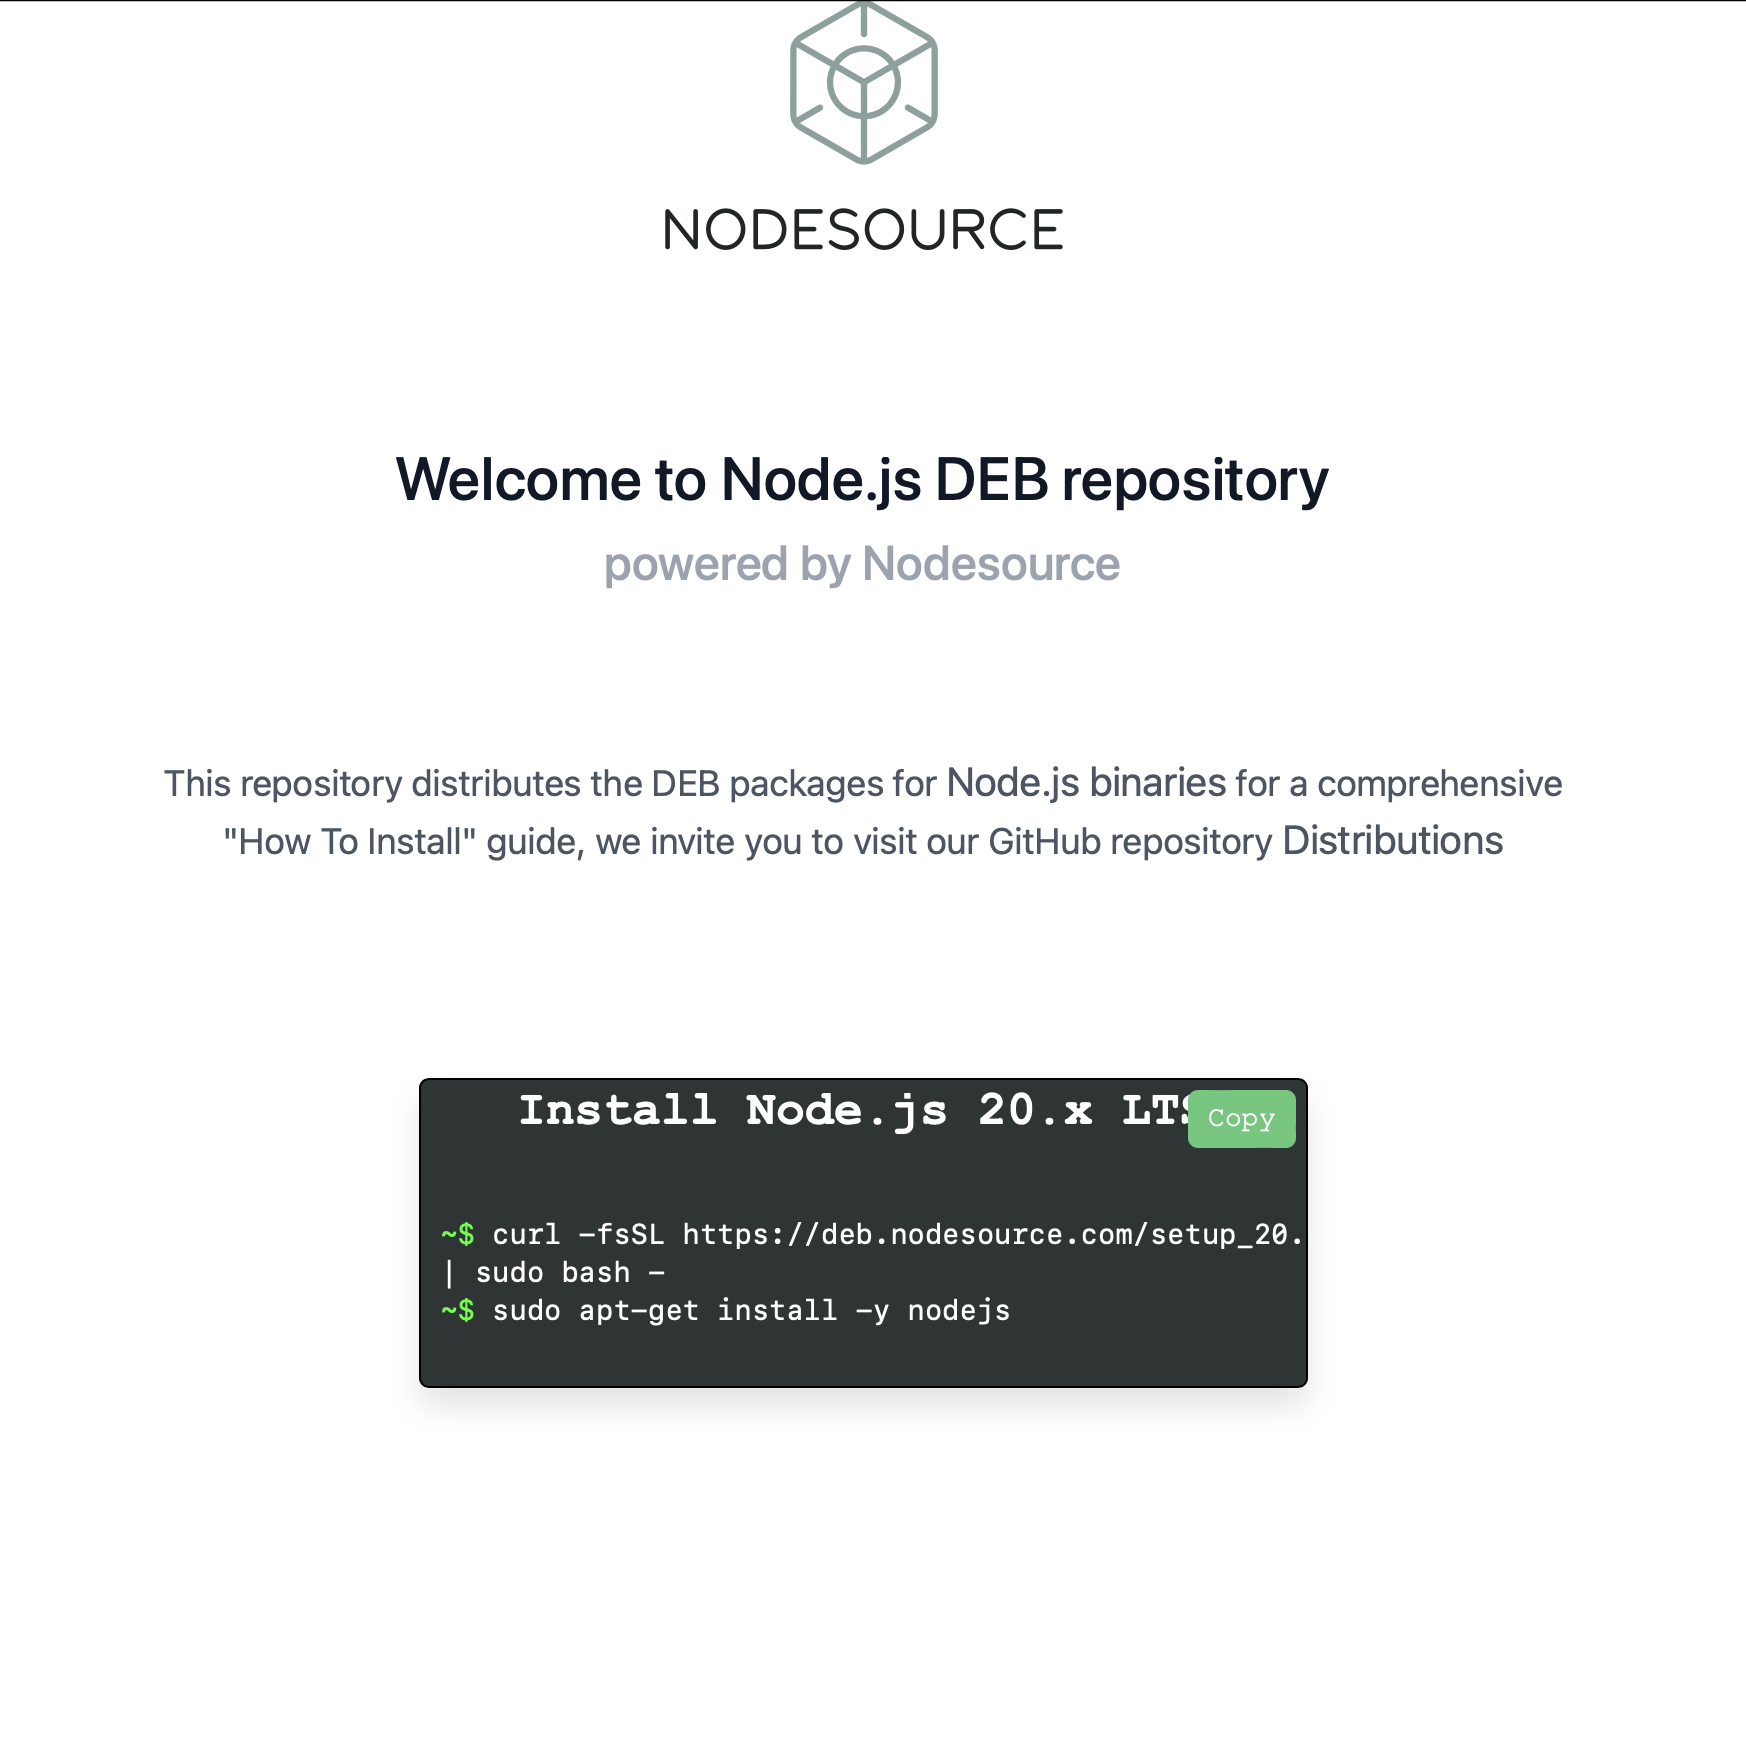 NODESOURCE
Welcome to Node.js DEB repository
powered by Nodesource
This repository distributes the DEB packages for Node.js binaries for a comprehensive
"How To Install" guide, we invite you to visit our GitHub repository Distributions
Install Node.js 20.x LTS
Copy
~$ curl -fsSL https://deb.nodesource.com/setup_20.
| sudo bash -
~$ sudo apt-get install -y nodejs